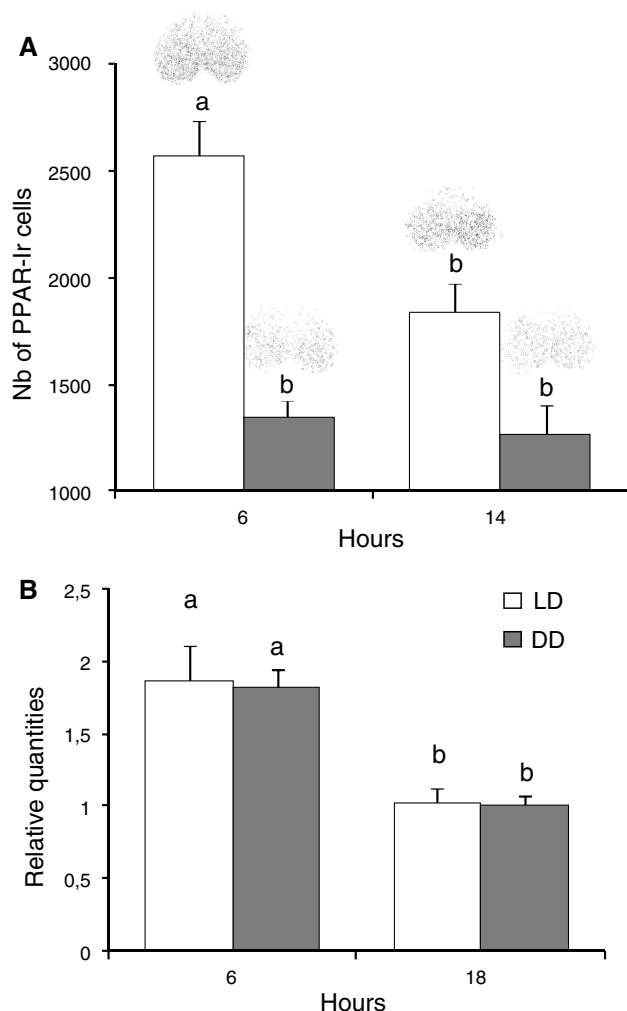 A
3000
a
2500
Nb of PPAR-Ir cells
b
2000
b
b
1500
1000
6
14
Hours
B
2,5
a
LD
a
DD
2
Relative quantities
1,5
b
b
1
0,5
0
6
18
Hours